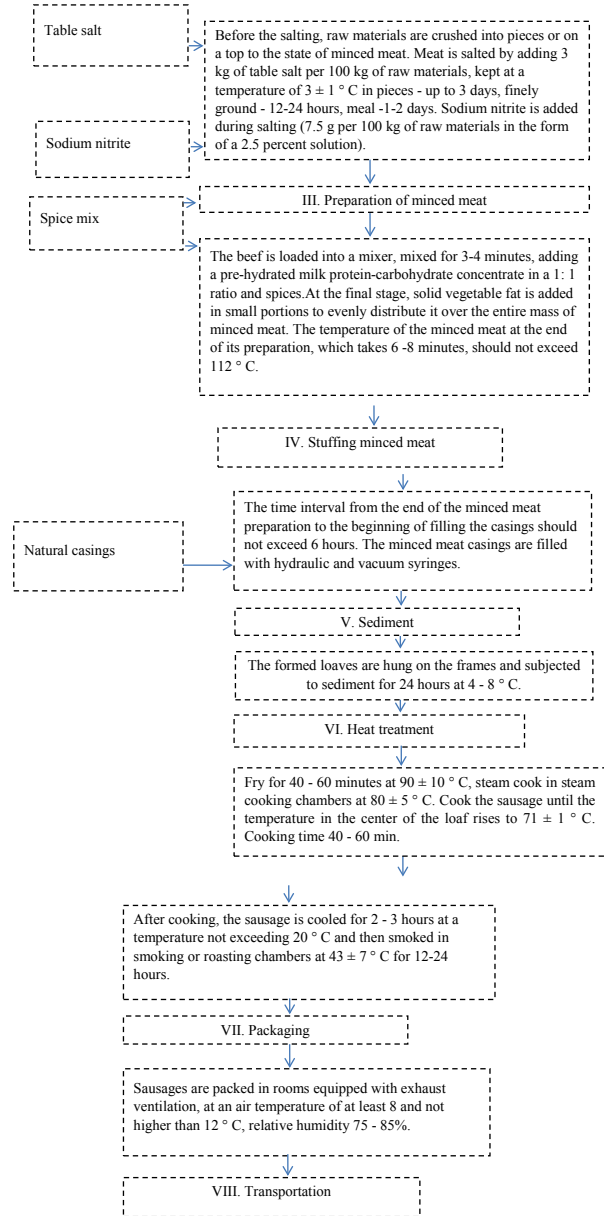 Table salt
Before the salting, raw materials are crushed into pieces or on
a top to the state of minced meat. Meat is salted by adding 3
kg of table salt per 100 kg of raw materials, kept at a
temperature of 3 ± 1 ° C in pieces - up to 3 days, finely
ground - 12-24 hours, meal -1-2 days. Sodium nitrite is added
during salting (7.5 g per 100 kg of raw materials in the form
of a 2.5 percent solution).
Sodium nitrite
III. Preparation of minced meat
Spice mix
The beef is loaded into a mixer, mixed for 3-4 minutes, adding
a pre-hydrated milk protein-carbohydrate concentrate in a 1: 1
ratio and spices.At the final stage, solid vegetable fat is added
in small portions to evenly distribute it over the entire mass of
minced meat. The temperature of the minced meat at the end
of its preparation, which takes 6 -8 minutes, should not exceed
112 ° C.
IV. Stuffing minced meat
The time interval from the end of the minced meat
preparation to the beginning of filling the casings should
not exceed 6 hours. The minced meat casings are filled
with hydraulic and vacuum syringes.
Natural casings
V. Sediment
The formed loaves are hung on the frames and subjected
to sediment for 24 hours at 4 - 8 ° C.
VI. Heat treatment
Fry for 40 - 60 minutes at 90 ± 10 ° C, steam cook in steam
cooking chambers at 80 ± 5 ° C. Cook the sausage until the
temperature in the center of the loaf rises to 71 ± 1 ° C.
Cooking time 40 - 60 min.
After cooking, the sausage is cooled for 2 - 3 hours at a
temperature not exceeding 20 ° C and then smoked in
smoking or roasting chambers at 43 ± 7 ° C for 12-24
hours.
VII. Packaging
Sausages are packed in rooms equipped with exhaust
ventilation, at an air temperature of at least 8 and not
higher than 12 ° C, relative humidity 75 - 85%.
VIII. Transportation